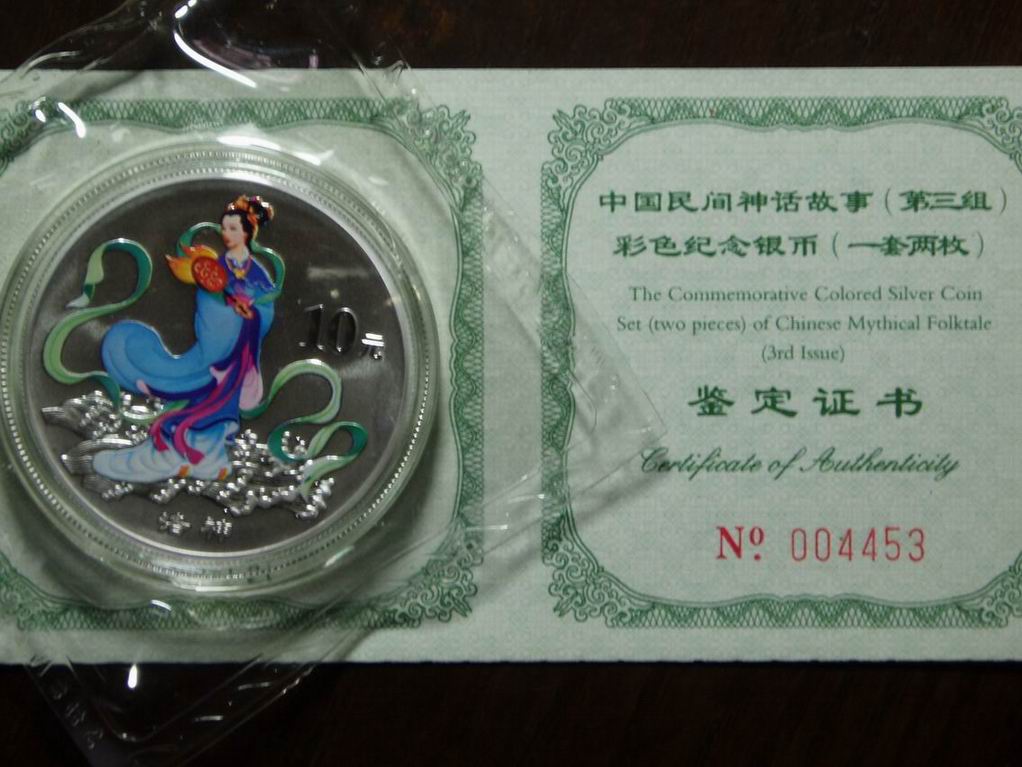 10元
洛神
中国民间神话故事（第三组）
彩色纪念银币（一套两枚）
The Commemorative Colored Silver Coin
Set (two pieces) of Chinese Mythical Folktale
(3rd Issue)
鉴定证书
Certificate of Authenticity
Nº 004453